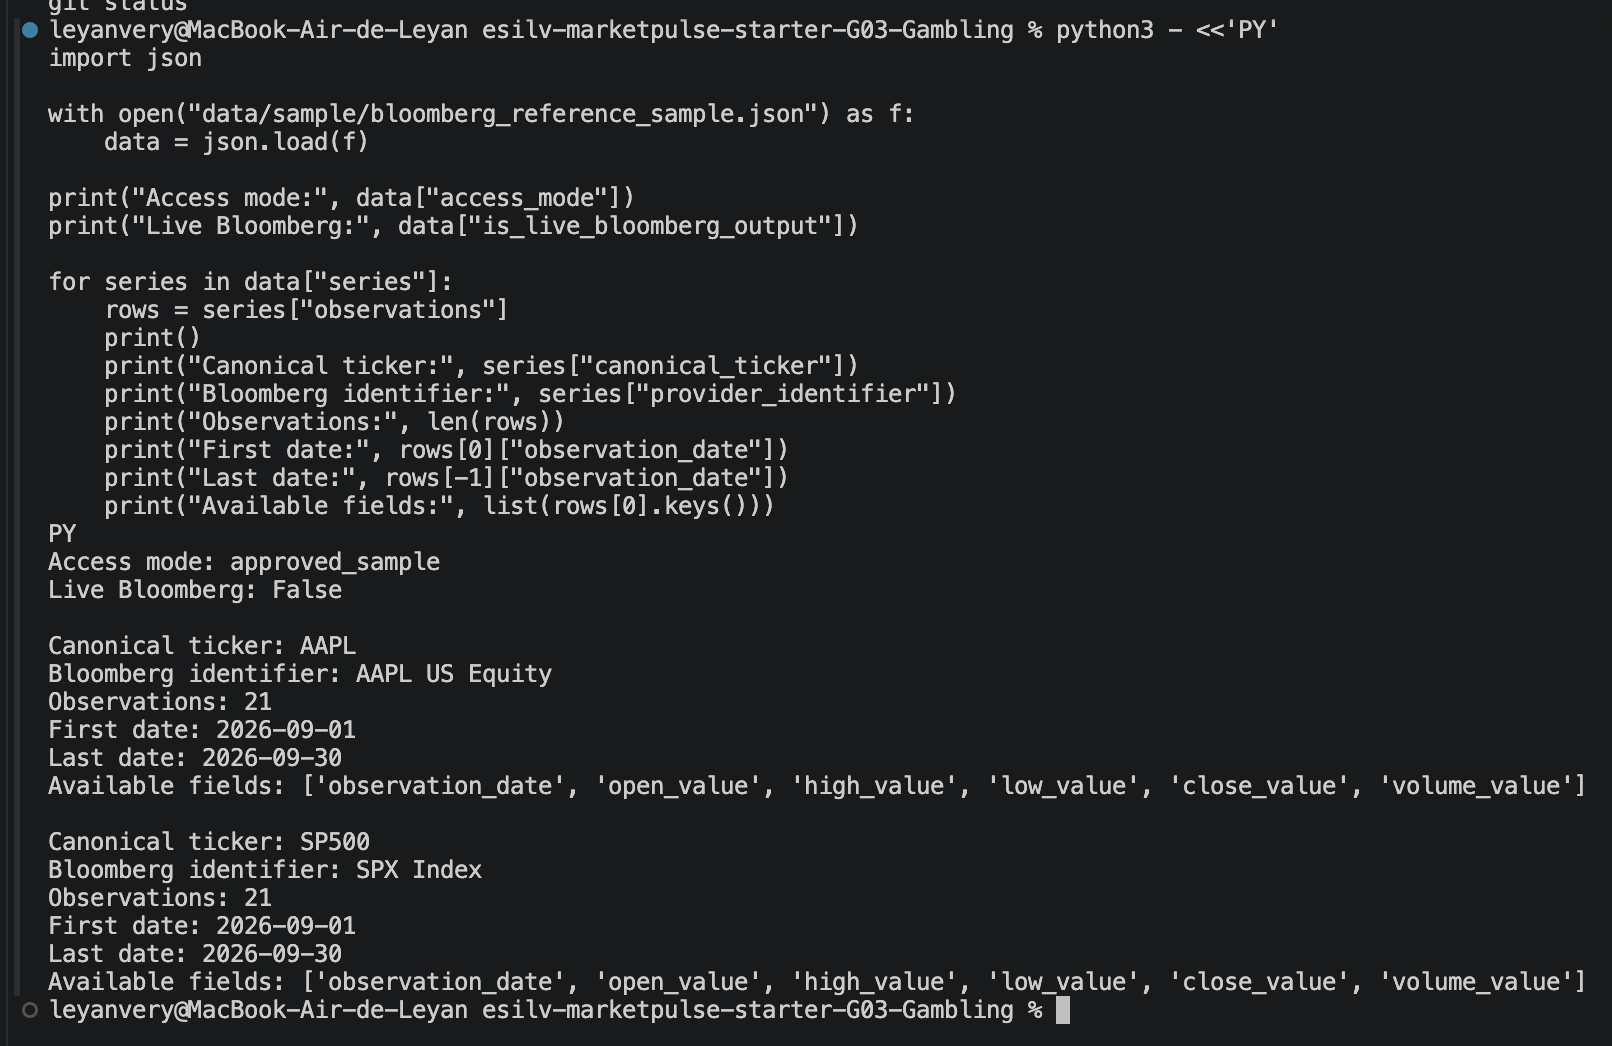 git status
leyanvery@MacBook-Air-de-Leyan esilv-marketpulse-starter-G03-Gambling % python3 - <<'PY'
import json

with open("data/sample/bloomberg_reference_sample.json") as f:
    data = json.load(f)

print("Access mode:", data["access_mode"])
print("Live Bloomberg:", data["is_live_bloomberg_output"])

for series in data["series"]:
    rows = series["observations"]
    print()
    print("Canonical ticker:", series["canonical_ticker"])
    print("Bloomberg identifier:", series["provider_identifier"])
    print("Observations:", len(rows))
    print("First date:", rows[0]["observation_date"])
    print("Last date:", rows[-1]["observation_date"])
    print("Available fields:", list(rows[0].keys()))
PY
Access mode: approved_sample
Live Bloomberg: False

Canonical ticker: AAPL
Bloomberg identifier: AAPL US Equity
Observations: 21
First date: 2026-09-01
Last date: 2026-09-30
Available fields: ['observation_date', 'open_value', 'high_value', 'low_value', 'close_value', 'volume_value']

Canonical ticker: SP500
Bloomberg identifier: SPX Index
Observations: 21
First date: 2026-09-01
Last date: 2026-09-30
Available fields: ['observation_date', 'open_value', 'high_value', 'low_value', 'close_value', 'volume_value']
leyanvery@MacBook-Air-de-Leyan esilv-marketpulse-starter-G03-Gambling %